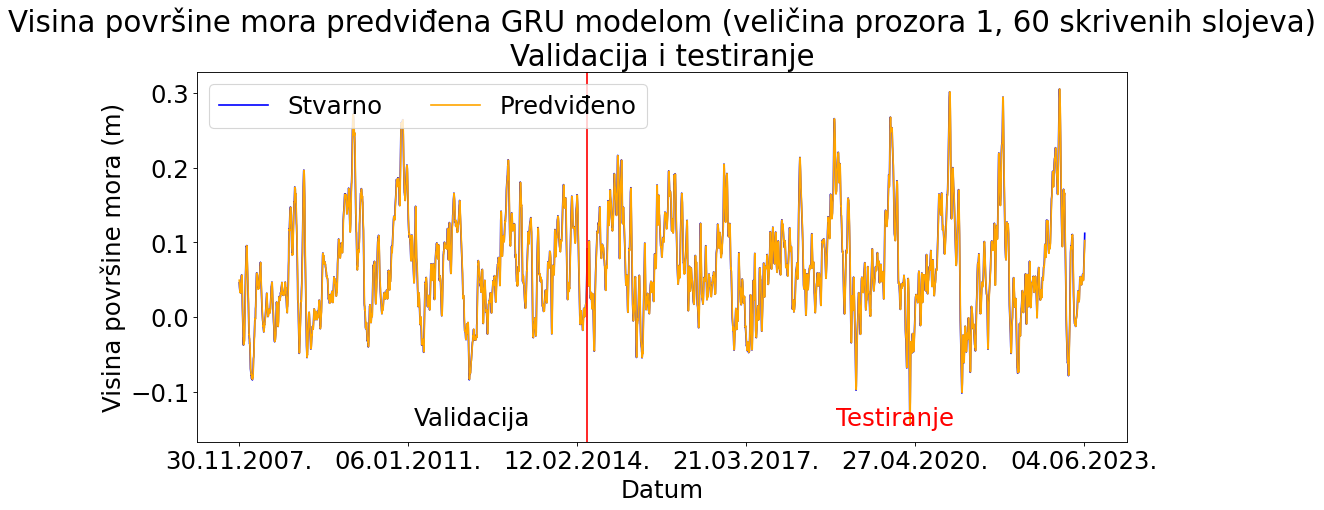 Visina površine mora predviđena GRU modelom (veličina prozora 1, 60 skrivenih slojeva)
Validacija i testiranje
Stvarno Predviđeno
Visina površine mora (m)
0.3
0.2
0.1
0.0
−0.1
Validacija Testiranje
30.11.2007. 06.01.2011. 12.02.2014. 21.03.2017. 27.04.2020. 04.06.2023.
Datum